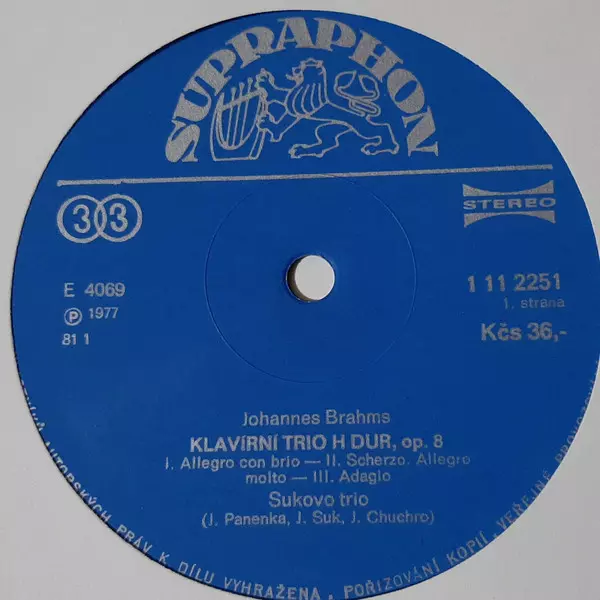 SUPRAPHON
33
STEREO
E 4069
Ⓟ 1977
81 1
1 11 2251
1. strana
Kčs 36,-
Johannes Brahms
KLAVÍRNÍ TRIO H DUR, op. 8
I. Allegro con brio — II. Scherzo. Allegro
molto — III. Adagio
Sukovo trio
(J. Panenka, J. Suk, J. Chuchro)
AUTORSKÝCH PRÁV K DÍLU VYHRAŽENA. POŘIZOVÁNÍ KOPIÍ, VEŘEJNÉ